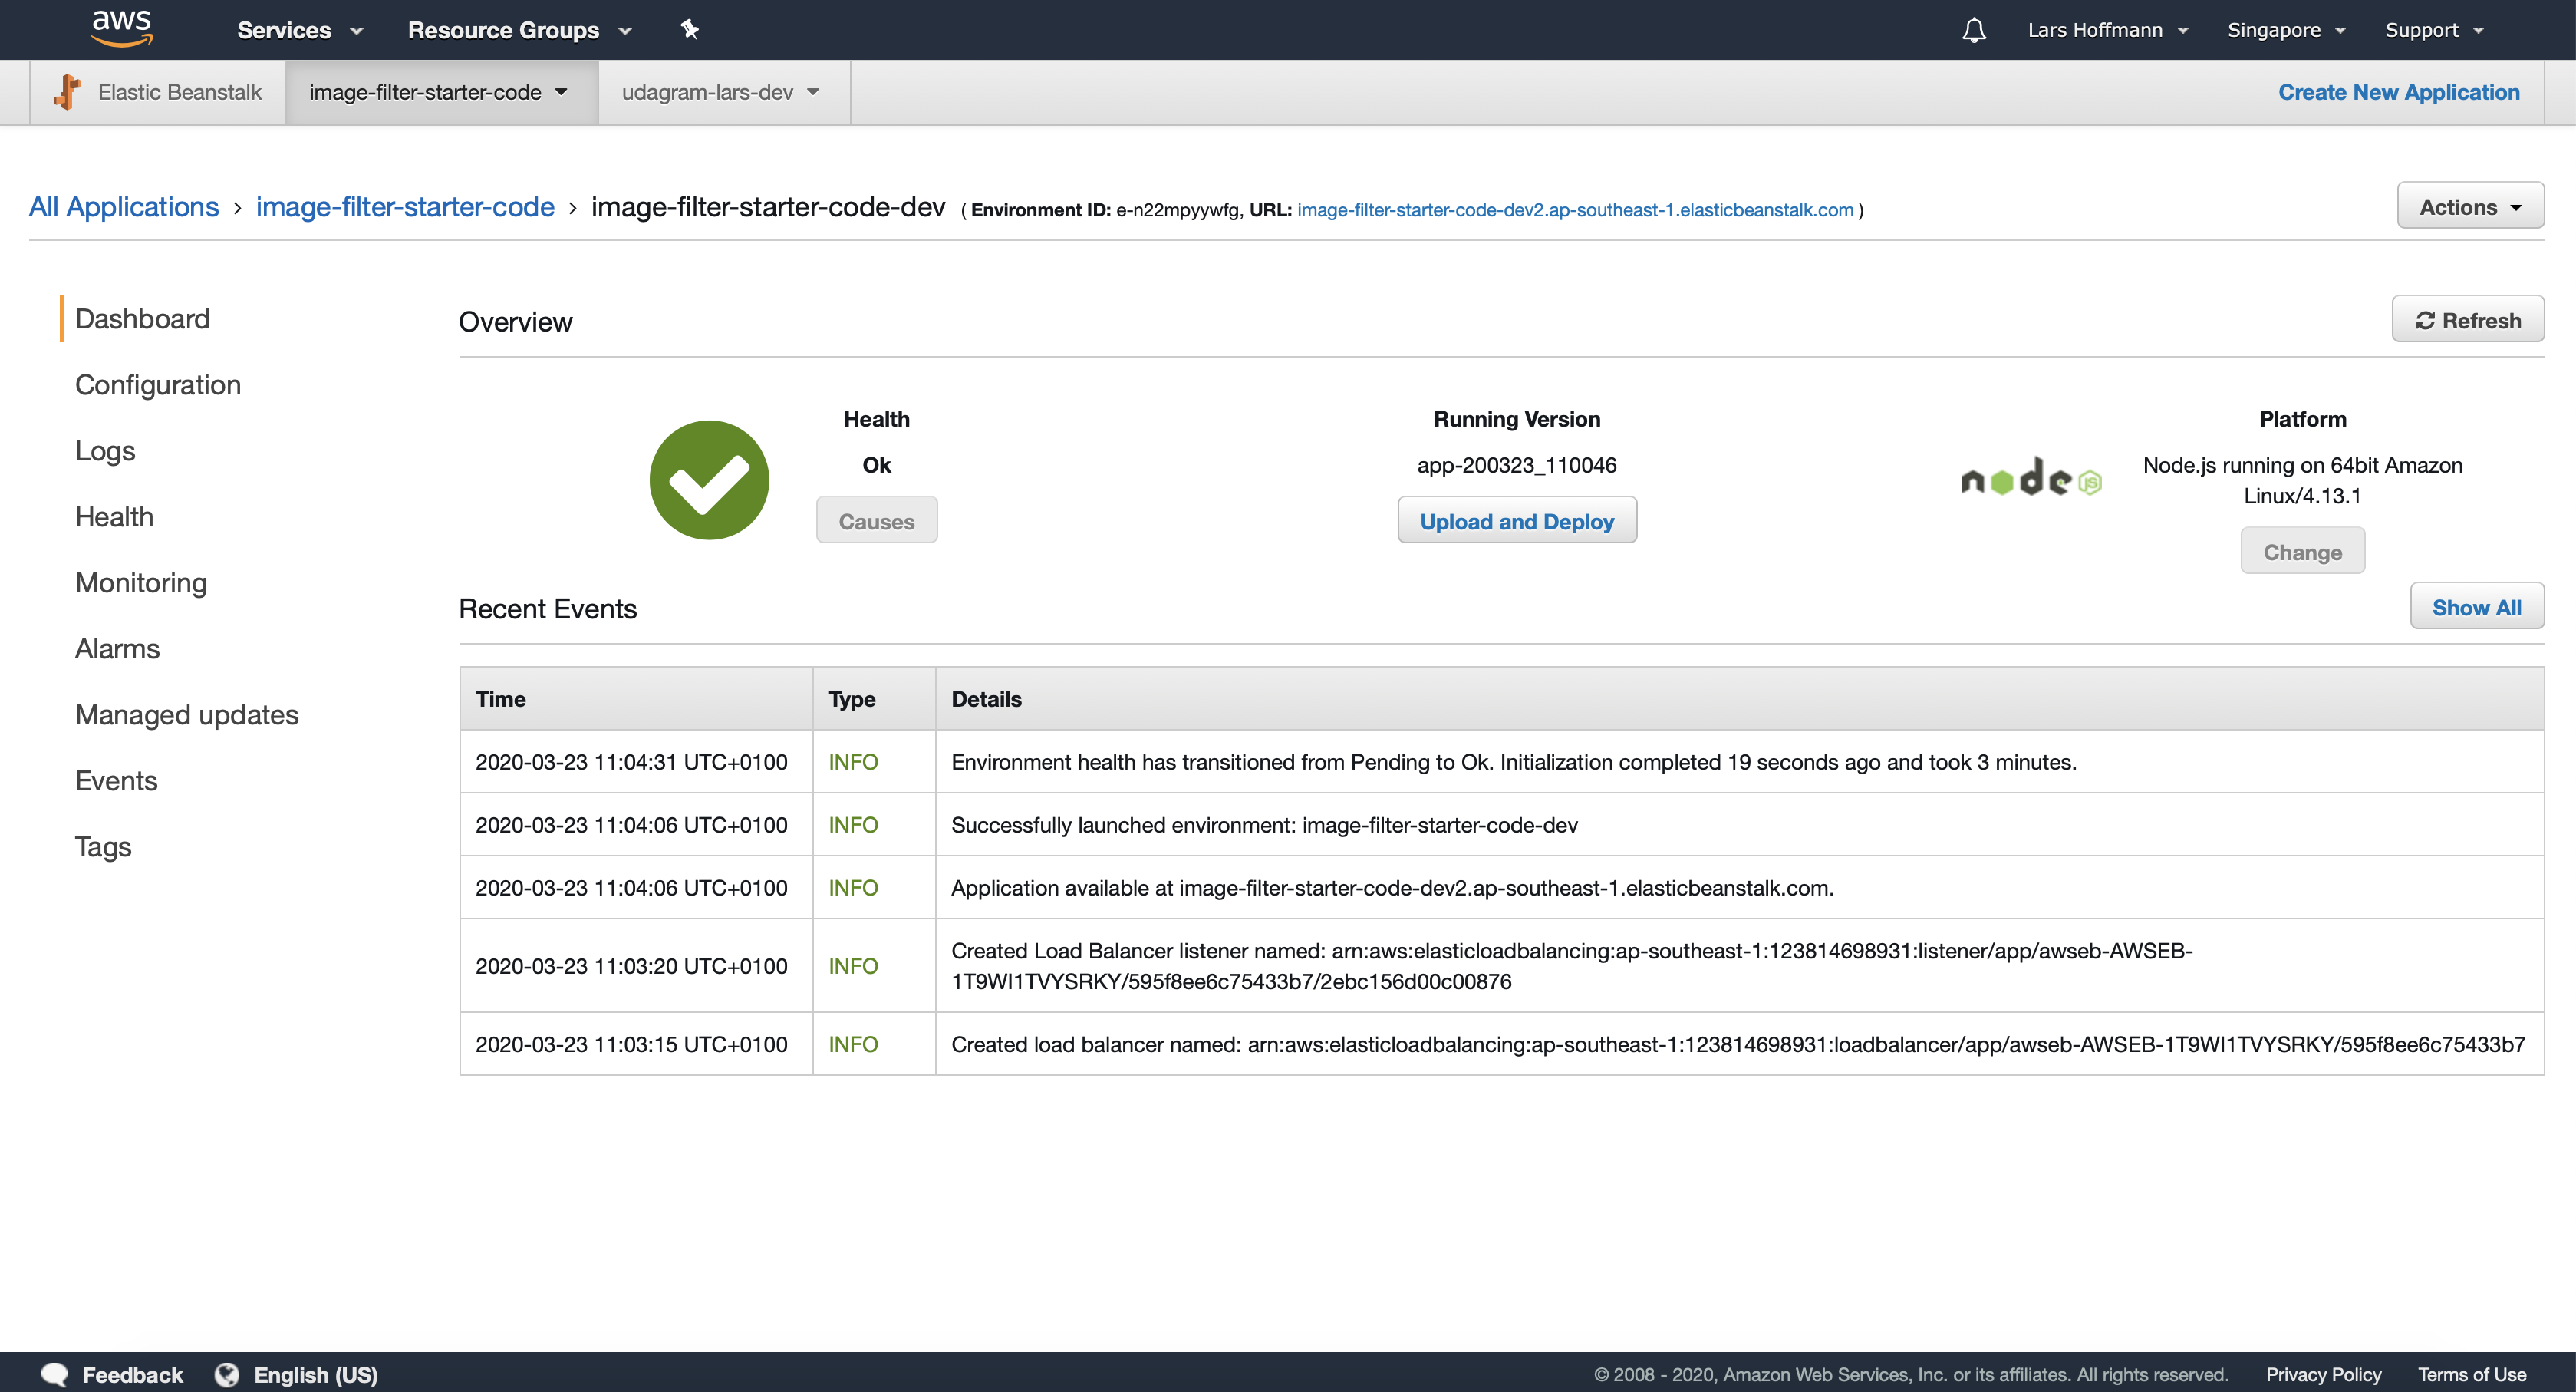 aws
Services
Resource Groups
Lars Hoffmann
Singapore
Support
Elastic Beanstalk
image-filter-starter-code
udagram-lars-dev
Create New Application
All Applications > image-filter-starter-code > image-filter-starter-code-dev ( Environment ID: e-n22mpyywfg, URL: image-filter-starter-code-dev2.ap-southeast-1.elasticbeanstalk.com )
Actions
Dashboard
Configuration
Logs
Health
Monitoring
Alarms
Managed updates
Events
Tags
Overview
Refresh
Health
Ok
Causes
Running Version
app-200323_110046
Upload and Deploy
node JS
Platform
Node.js running on 64bit Amazon
Linux/4.13.1
Change
Recent Events
Show All
Time Type Details
2020-03-23 11:04:31 UTC+0100 INFO Environment health has transitioned from Pending to Ok. Initialization completed 19 seconds ago and took 3 minutes.
2020-03-23 11:04:06 UTC+0100 INFO Successfully launched environment: image-filter-starter-code-dev
2020-03-23 11:04:06 UTC+0100 INFO Application available at image-filter-starter-code-dev2.ap-southeast-1.elasticbeanstalk.com.
2020-03-23 11:03:20 UTC+0100 INFO Created Load Balancer listener named: arn:aws:elasticloadbalancing:ap-southeast-1:123814698931:listener/app/awseb-AWSEB-
1T9WI1TVYSRKY/595f8ee6c75433b7/2ebc156d00c00876
2020-03-23 11:03:15 UTC+0100 INFO Created load balancer named: arn:aws:elasticloadbalancing:ap-southeast-1:123814698931:loadbalancer/app/awseb-AWSEB-1T9WI1TVYSRKY/595f8ee6c75433b7
Feedback
English (US)
© 2008 - 2020, Amazon Web Services, Inc. or its affiliates. All rights reserved.
Privacy Policy
Terms of Use